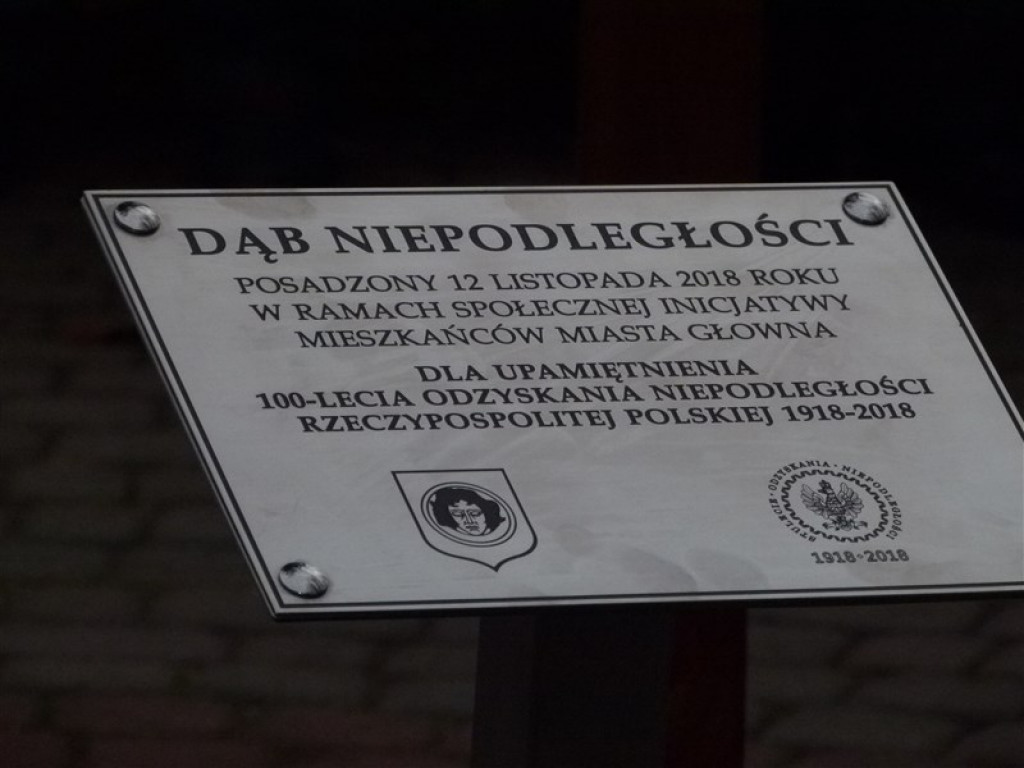 DĄB NIEPODLEGŁOŚCI
POSADZONY 12 LISTOPADA 2018 ROKU
W RAMACH SPOŁECZNEJ INICJATYWY
MIESZKAŃCÓW MIASTA GŁOWNA
DLA UPAMIĘTNIENIA
100-LECIA ODZYSKANIA NIEPODLEGŁOŚCI
RZECZYPOSPOLITEJ POLSKIEJ 1918-2018
STULECIE · ODZYSKANIA · NIEPODLEGŁOŚCI
1918·2018